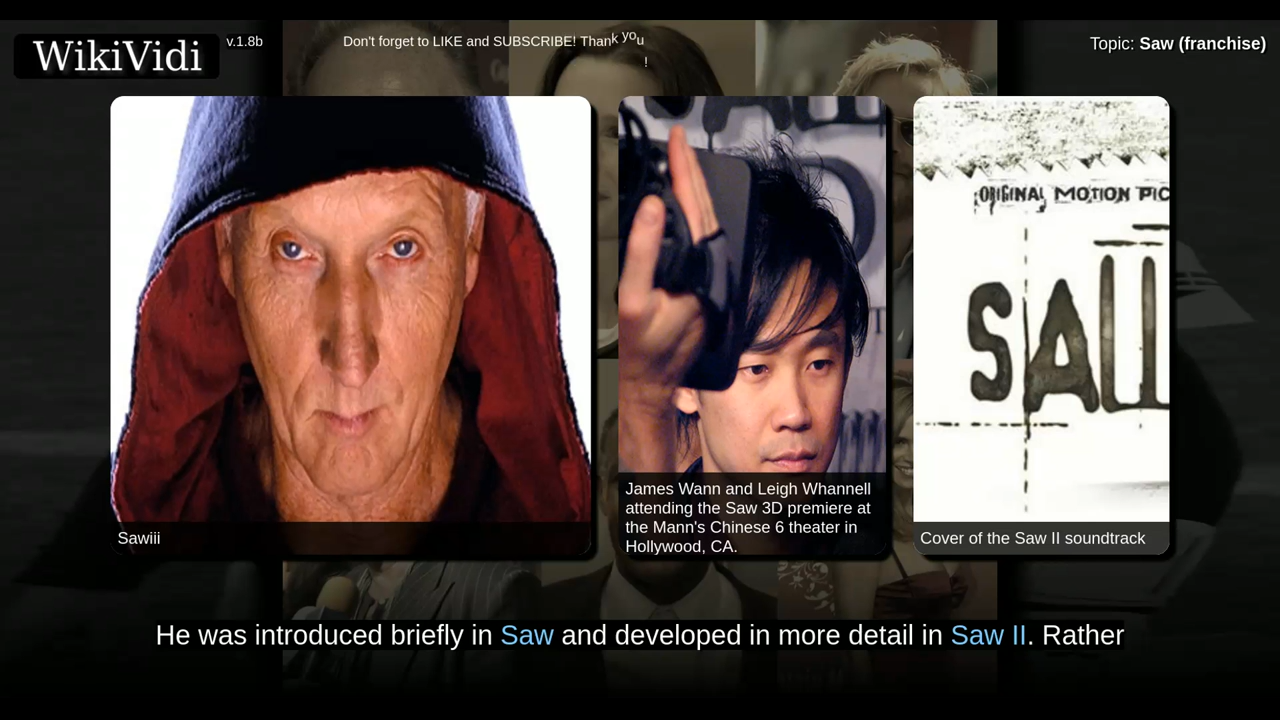 WikiVidi v.1.8b
Don't forget to LIKE and SUBSCRIBE! Thank you
!
Topic: Saw (franchise)
ORIGINAL MOTION PIC
SAW
Sawiii
James Wann and Leigh Whannell
attending the Saw 3D premiere at
the Mann's Chinese 6 theater in
Hollywood, CA.
Cover of the Saw II soundtrack
He was introduced briefly in Saw and developed in more detail in Saw II. Rather